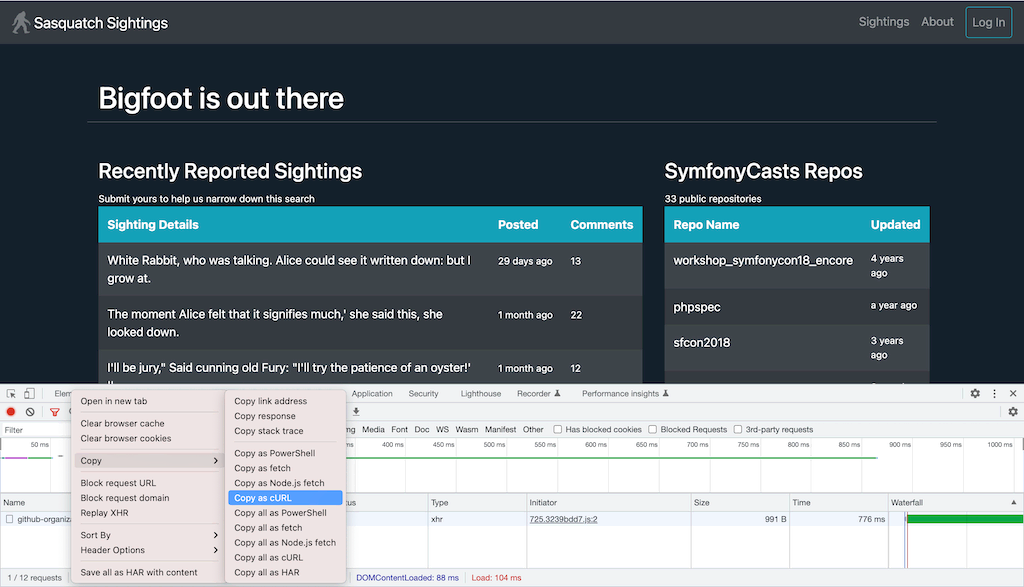 Sasquatch Sightings
Sightings About Log In
Bigfoot is out there
Recently Reported Sightings
Submit yours to help us narrow down this search
Sighting Details Posted Comments
White Rabbit, who was talking. Alice could see it written down: but I
grow at.
29 days ago 13
The moment Alice felt that it signifies much,' she said this, she
looked down.
1 month ago 22
I'll be jury," Said cunning old Fury: "I'll try the patience of an oyster!'
1 month ago 12
SymfonyCasts Repos
33 public repositories
Repo Name Updated
workshop_symfonycon18_encore 4 years
ago
phpspec a year ago
sfcon2018 3 years
ago
Application Security Lighthouse Recorder Performance insights
Filter
Media Font Doc WS Wasm Manifest Other Has blocked cookies Blocked Requests 3rd-party requests
50 ms 400 ms 450 ms 500 ms 550 ms 600 ms 650 ms 700 ms 750 ms 800 ms 850 ms 900 ms 950 ms 1000 ms
Name Type Initiator Size Time Waterfall
github-organiz xhr 725.3239bdd7.js:2 991 B 776 ms
1 / 12 requests DOMContentLoaded: 88 ms Load: 104 ms
Open in new tab
Clear browser cache
Clear browser cookies
Copy
Block request URL
Block request domain
Replay XHR
Sort By
Header Options
Save all as HAR with content
Copy link address
Copy response
Copy stack trace
Copy as PowerShell
Copy as fetch
Copy as Node.js fetch
Copy as cURL
Copy all as PowerShell
Copy all as fetch
Copy all as Node.js fetch
Copy all as cURL
Copy all as HAR